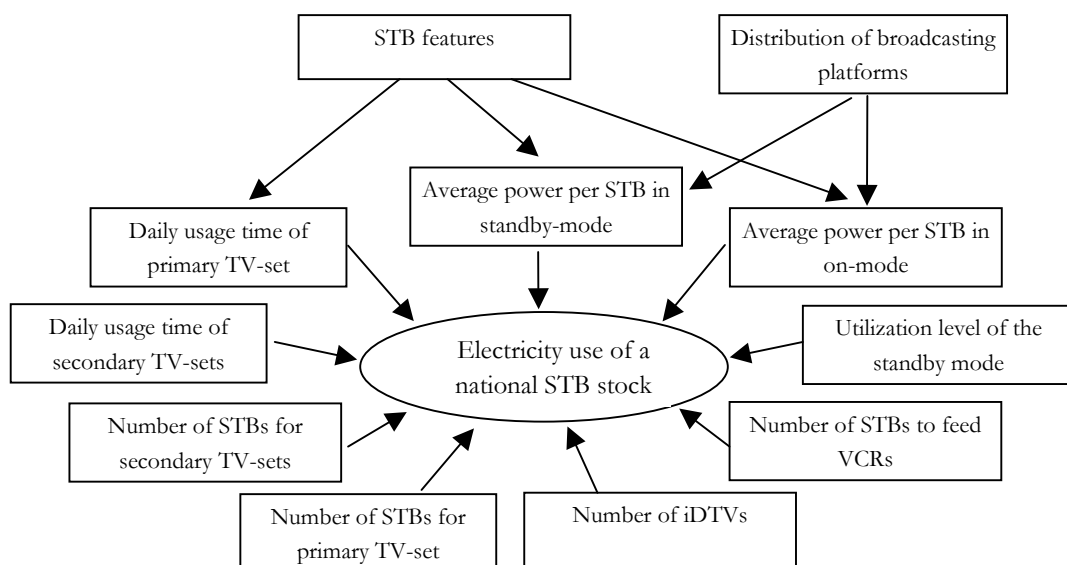 STB features
Distribution of broadcasting
platforms
Average power per STB in
standby-mode
Daily usage time of
primary TV-set
Average power per STB in
on-mode
Daily usage time of
secondary TV-sets
Electricity use of a
national STB stock
Utilization level of the
standby mode
Number of STBs for
secondary TV-sets
Number of STBs to feed
VCRs
Number of STBs for
primary TV-set
Number of iDTVs